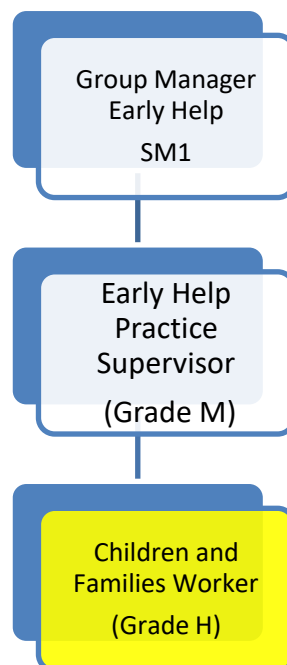 Group Manager
Early Help
SM1
Early Help
Practice
Supervisor
(Grade M)
Children and
Families Worker
(Grade H)